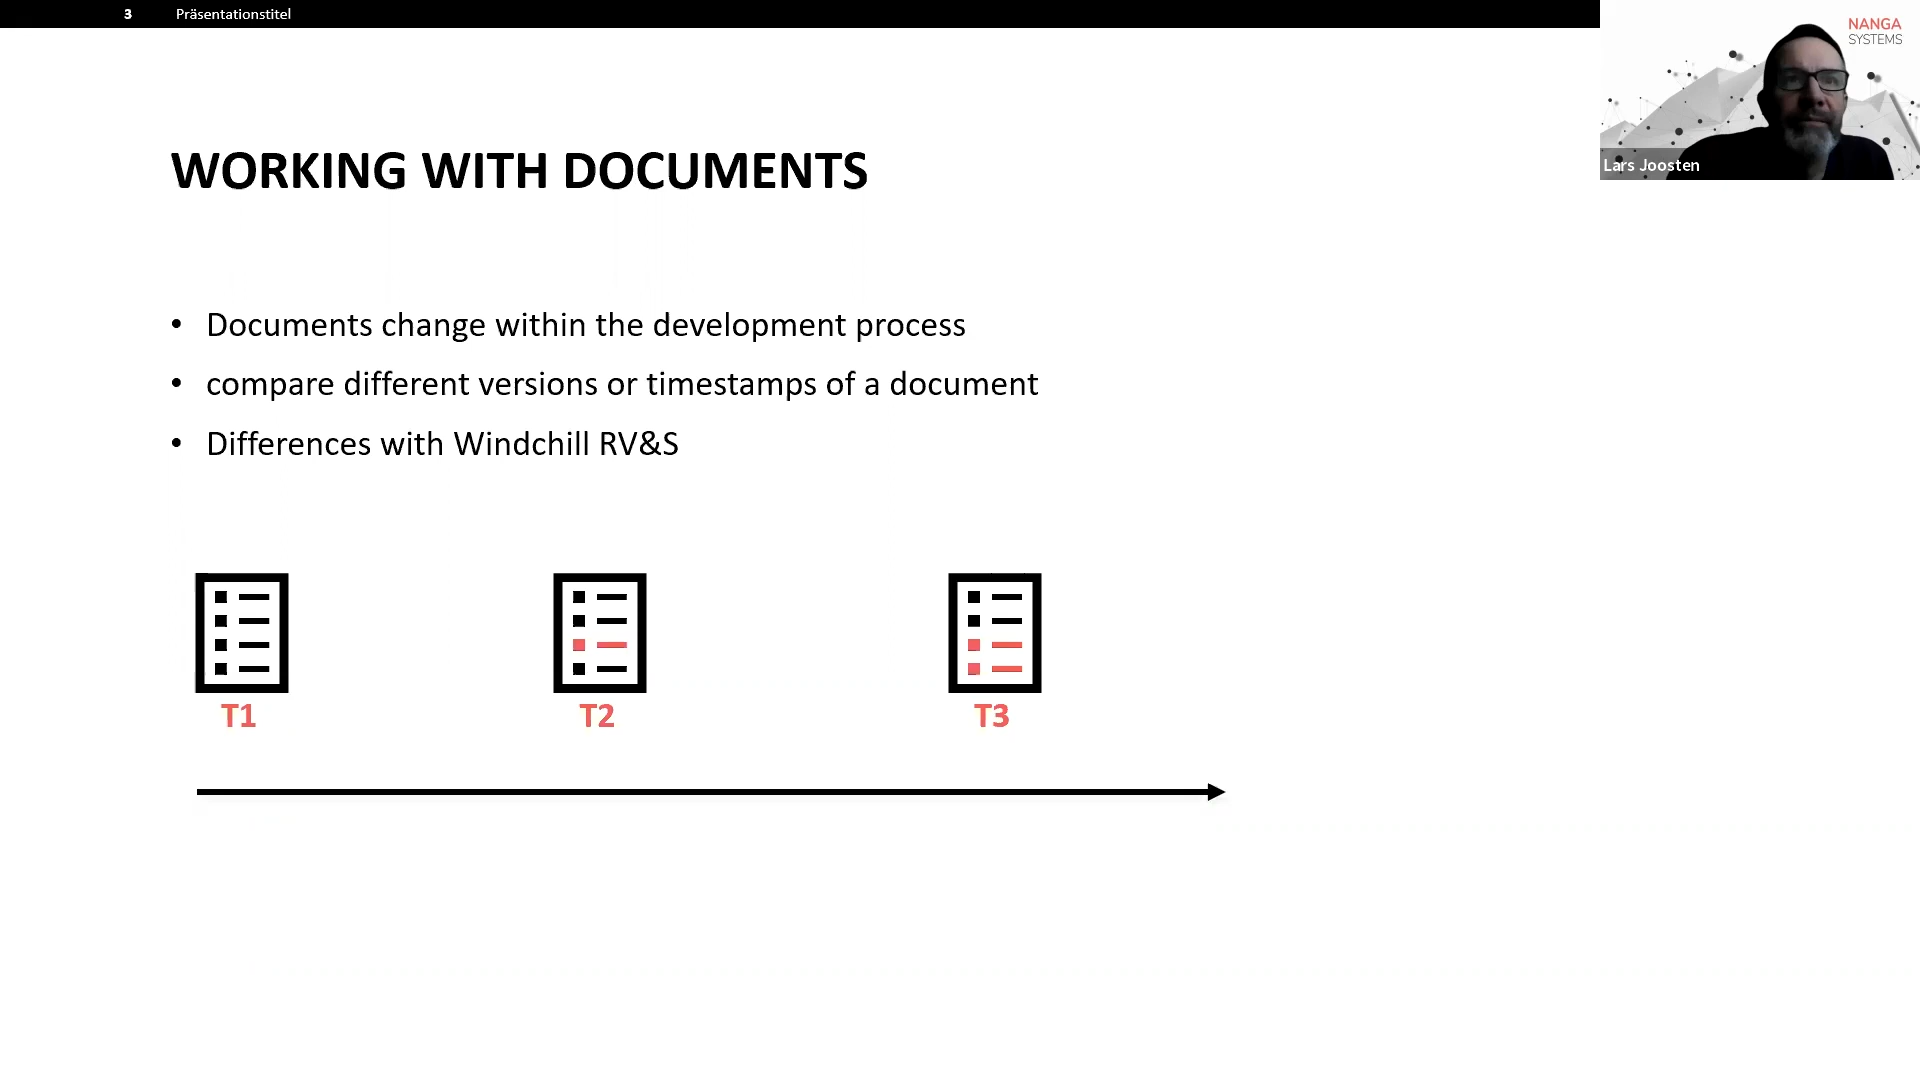 3 Präsentationstitel
NANGA
SYSTEMS
Lars Joosten
WORKING WITH DOCUMENTS
• Documents change within the development process
• compare different versions or timestamps of a document
• Differences with Windchill RV&S
T1 T2 T3